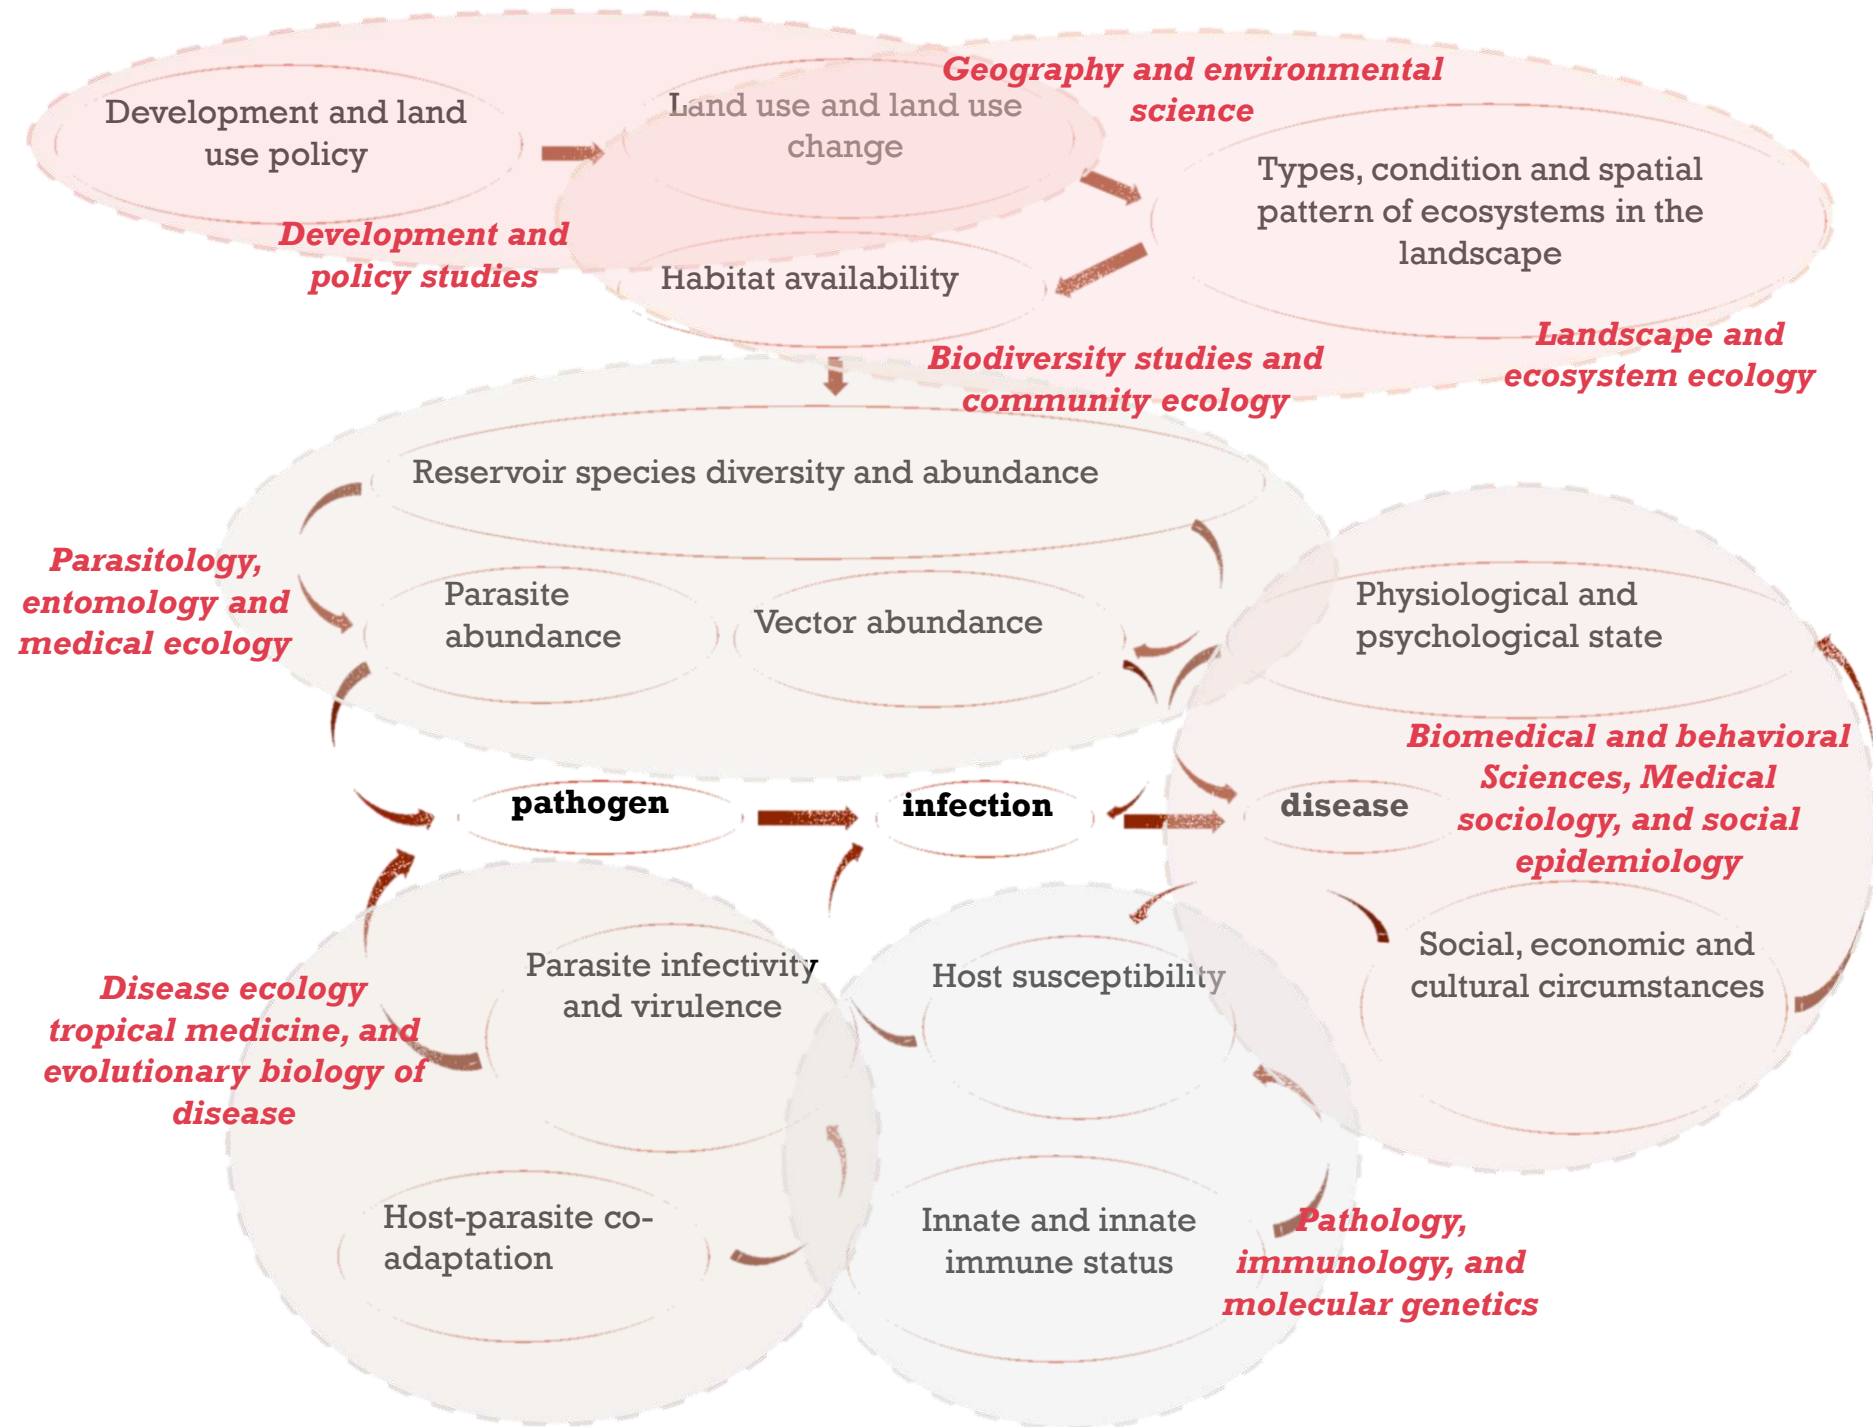 Geography and environmental
science
Development and land
use policy
Land use and land use
change
Types, condition and spatial
pattern of ecosystems in the
landscape
Development and
policy studies
Habitat availability
Landscape and
ecosystem ecology
Biodiversity studies and
community ecology
Reservoir species diversity and abundance
Parasitology,
entomology and
medical ecology
Parasite
abundance
Vector abundance
Physiological and
psychological state
Biomedical and behavioral
Sciences, Medical
sociology, and social
epidemiology
pathogen
infection
disease
Social, economic and
cultural circumstances
Parasite infectivity
and virulence
Host susceptibility
Disease ecology
tropical medicine, and
evolutionary biology of
disease
Host-parasite co-
adaptation
Innate and innate
immune status
Pathology,
immunology, and
molecular genetics